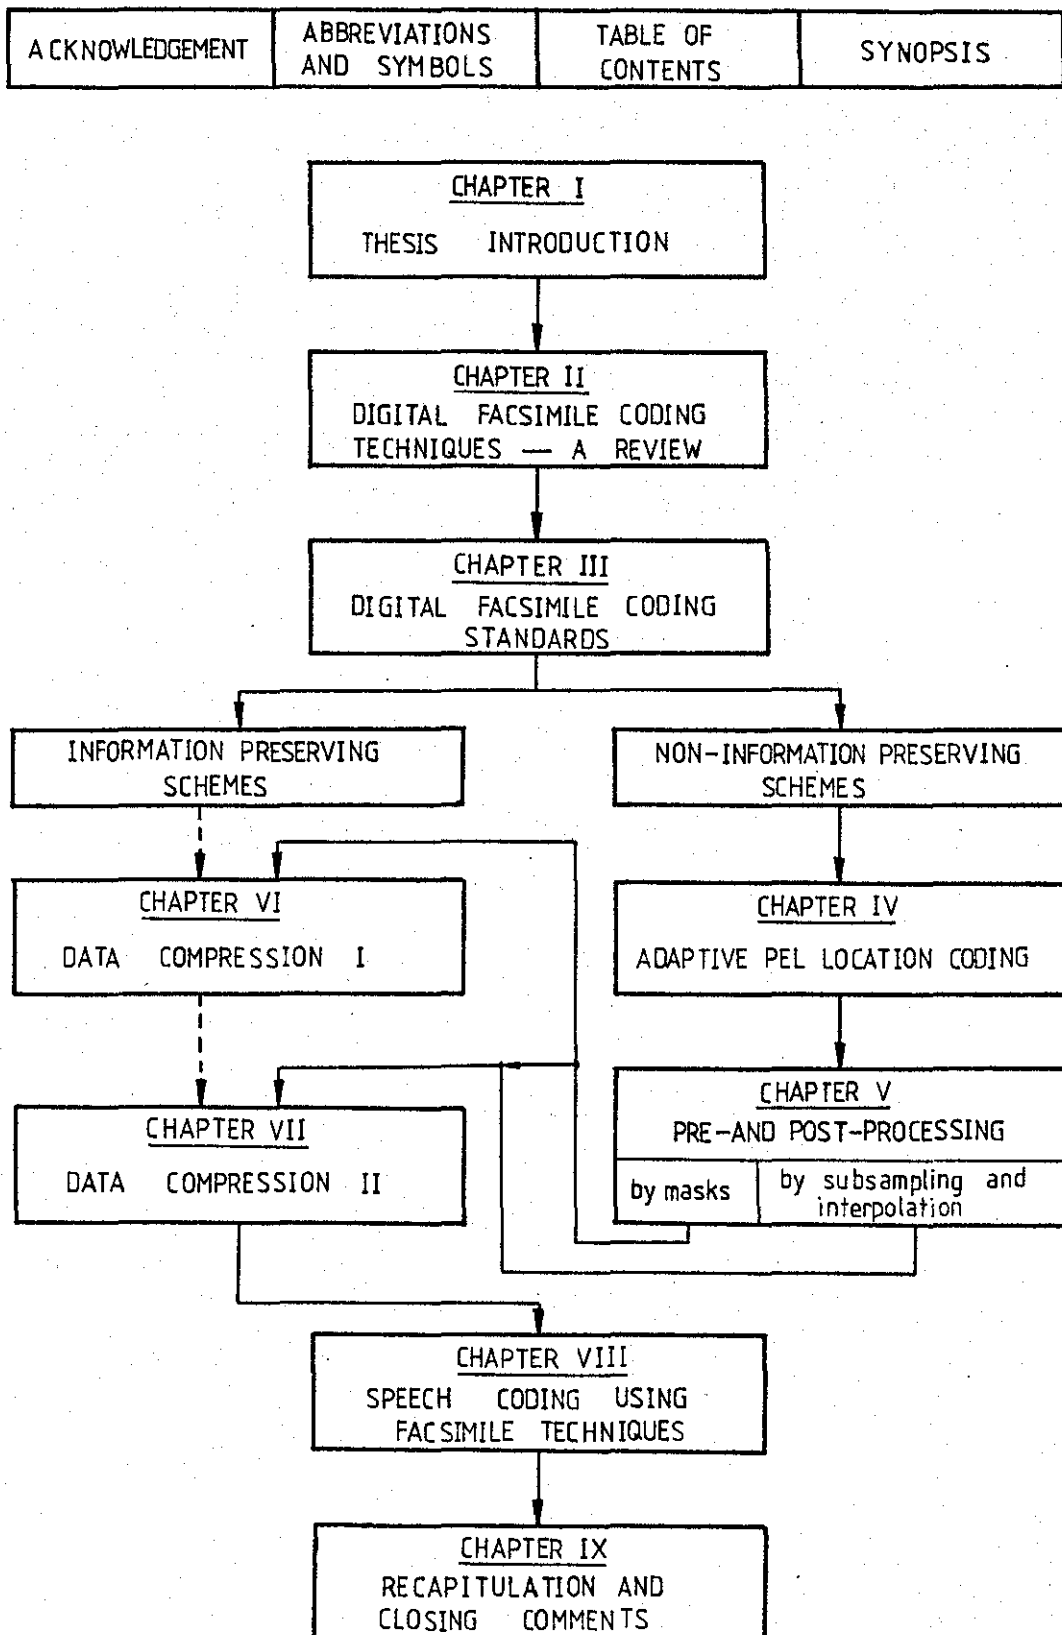 ACKNOWLEDGEMENT
ABBREVIATIONS
AND SYMBOLS
TABLE OF
CONTENTS
SYNOPSIS
CHAPTER I
THESIS INTRODUCTION
CHAPTER II
DIGITAL FACSIMILE CODING
TECHNIQUES — A REVIEW
CHAPTER III
DIGITAL FACSIMILE CODING
STANDARDS
INFORMATION PRESERVING
SCHEMES
NON-INFORMATION PRESERVING
SCHEMES
CHAPTER VI
DATA COMPRESSION I
CHAPTER IV
ADAPTIVE PEL LOCATION CODING
CHAPTER VII
DATA COMPRESSION II
CHAPTER V
PRE-AND POST-PROCESSING
by masks
by subsampling and
interpolation
CHAPTER VIII
SPEECH CODING USING
FACSIMILE TECHNIQUES
CHAPTER IX
RECAPITULATION AND
CLOSING COMMENTS